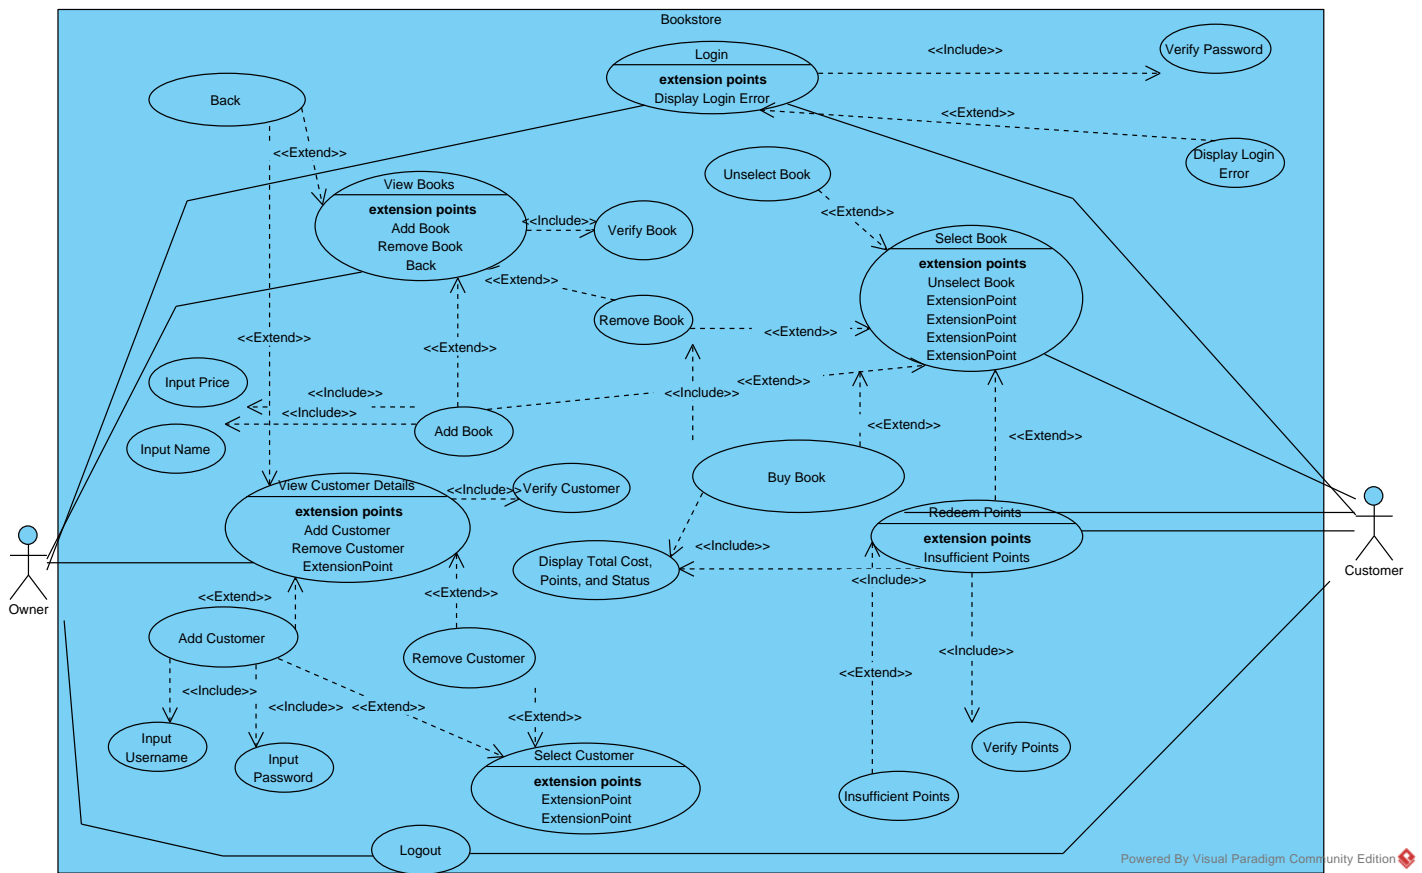 Bookstore
Login
extension points
Display Login Error
<<Include>>
Verify Password
Back
<<Extend>>
Display Login
Error
<<Extend>>
View Books
extension points
Add Book
Remove Book
Back
<<Include>>
Verify Book
Unselect Book
<<Extend>>
Select Book
extension points
Unselect Book
ExtensionPoint
ExtensionPoint
ExtensionPoint
ExtensionPoint
<<Extend>>
Remove Book
<<Extend>>
<<Extend>>
<<Extend>>
Input Price
<<Include>>
<<Include>>
<<Extend>>
<<Include>>
Input Name
Add Book
<<Extend>>
<<Extend>>
View Customer Details
extension points
Add Customer
Remove Customer
ExtensionPoint
<<Include>>
Verify Customer
Buy Book
Redeem Points
extension points
Insufficient Points
Display Total Cost,
Points, and Status
<<Include>>
<<Include>>
Owner
Customer
<<Extend>>
<<Extend>>
Add Customer
Remove Customer
<<Include>>
<<Include>>
<<Extend>>
<<Extend>>
<<Extend>>
<<Include>>
Input
Username
Input
Password
Select Customer
extension points
ExtensionPoint
ExtensionPoint
Verify Points
Insufficient Points
Logout
Powered By Visual Paradigm Community Edition